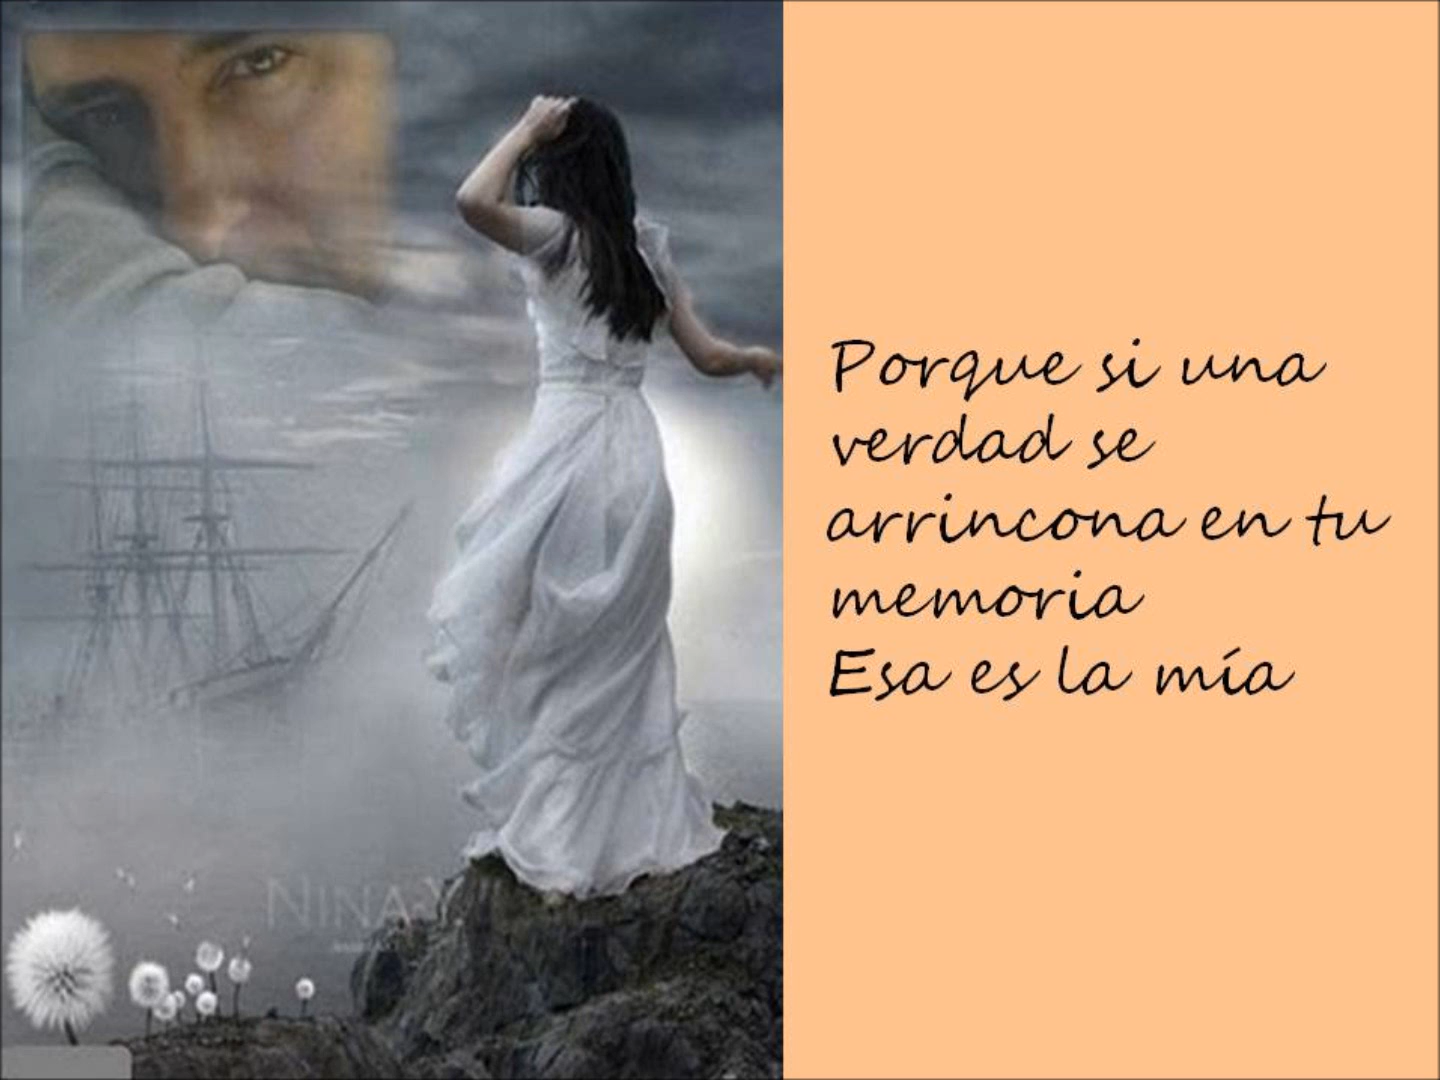 Porque si una
verdad se
arrincona en tu
memoria
Esa es la mía
NINA